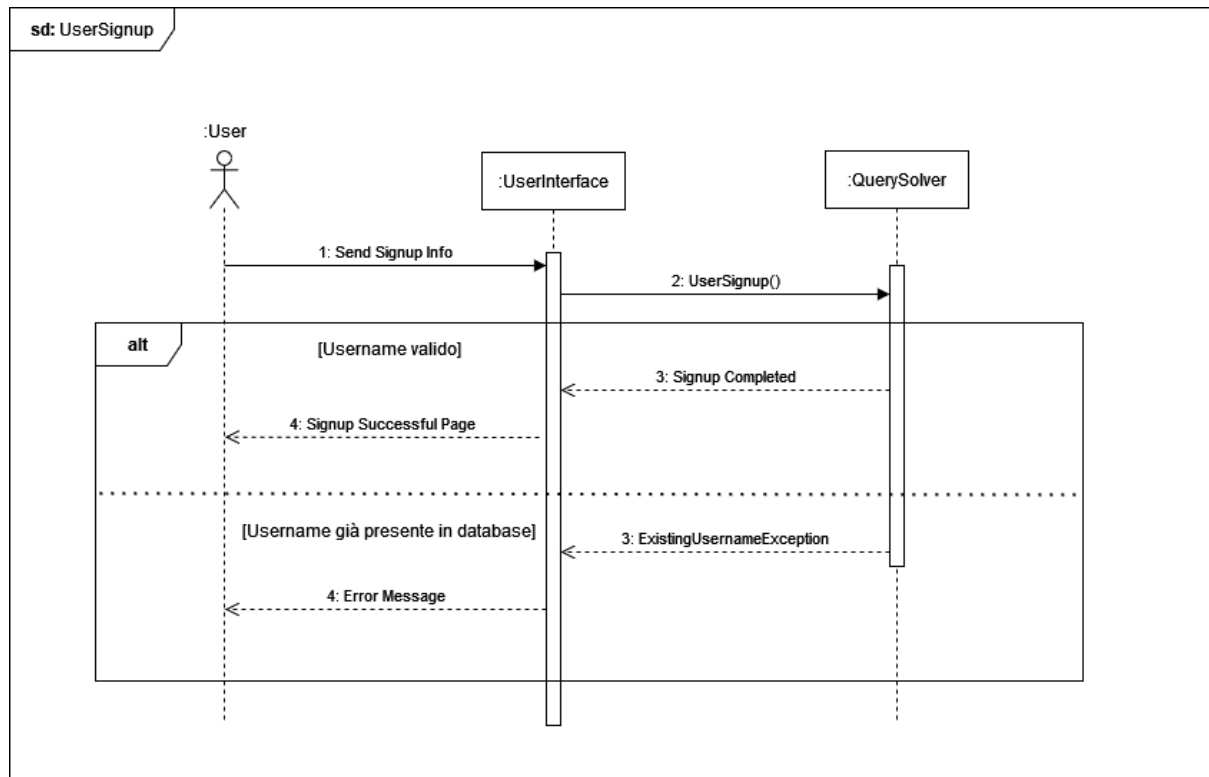 sd: UserSignup
:User
:UserInterface
:QuerySolver
1: Send Signup Info
2: UserSignup()
alt
[Username valido]
3: Signup Completed
4: Signup Successful Page
[Username già presente in database]
3: ExistingUsernameException
4: Error Message